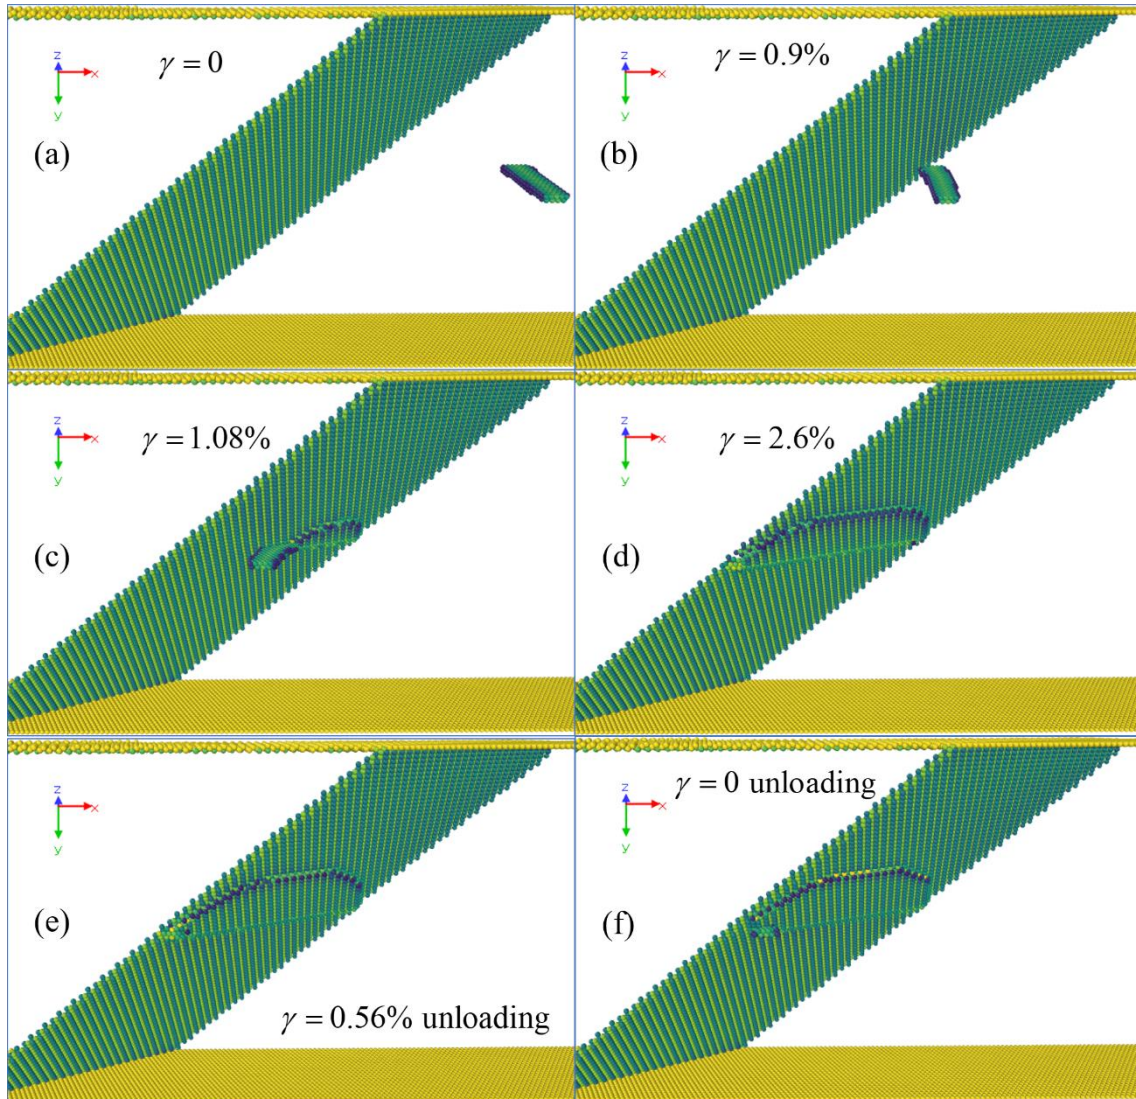 z
x
y
γ = 0
(a)
z
x
y
γ = 0.9%
(b)
z
x
y
γ = 1.08%
(c)
z
x
y
γ = 2.6%
(d)
z
x
y
(e)
γ = 0.56% unloading
γ = 0 unloading
z
x
y
(f)